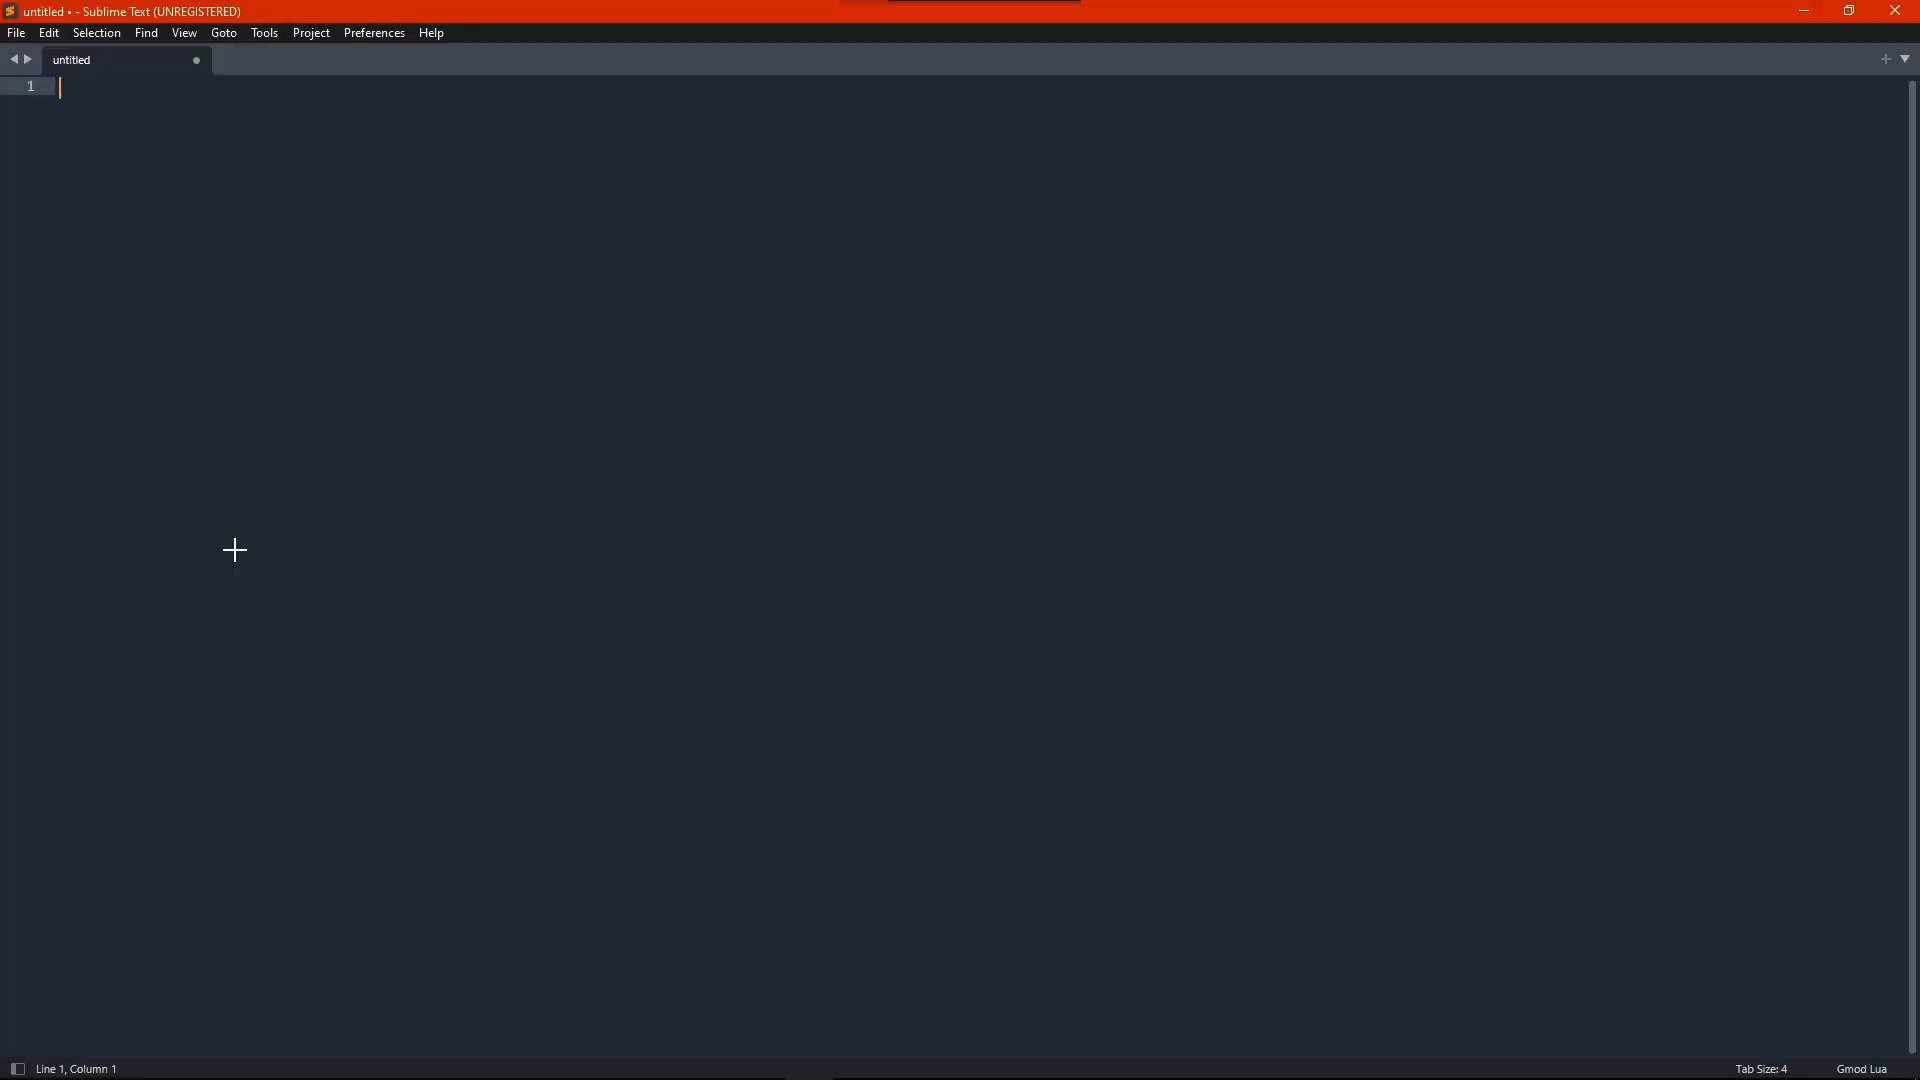 untitled • - Sublime Text (UNREGISTERED)
File Edit Selection Find View Goto Tools Project Preferences Help
untitled
1
Line 1, Column 1
Tab Size: 4
Gmod Lua